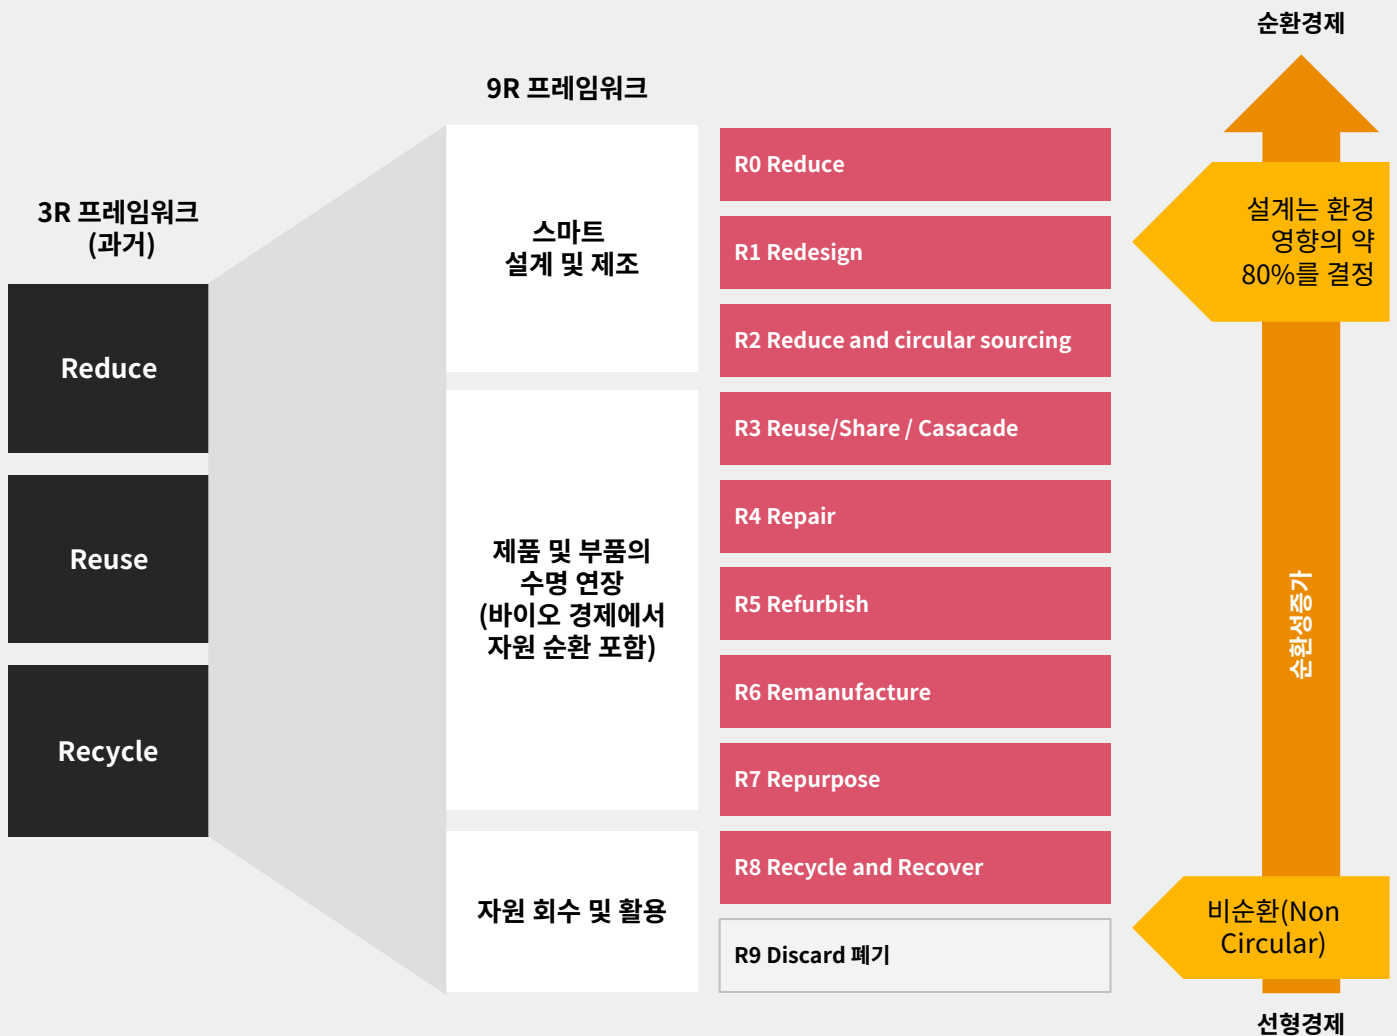 순환경제
9R 프레임워크
3R 프레임워크
(과거)
Reduce
Reuse
Recycle
스마트
설계 및 제조
제품 및 부품의
수명 연장
(바이오 경제에서
자원 순환 포함)
자원 회수 및 활용
R0 Reduce
R1 Redesign
R2 Reduce and circular sourcing
R3 Reuse/Share / Casacade
R4 Repair
R5 Refurbish
R6 Remanufacture
R7 Repurpose
R8 Recycle and Recover
R9 Discard 폐기
설계는 환경
영향의 약
80%를 결정
순환성증가
비순환(Non
Circular)
선형경제